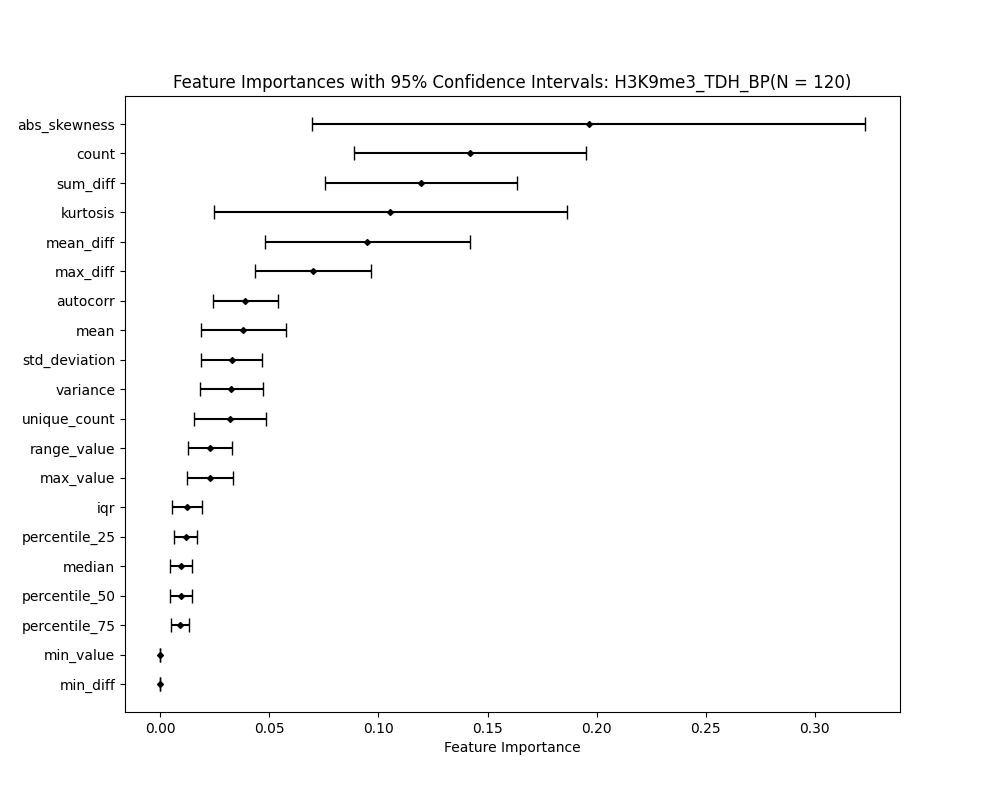 Feature Importances with 95% Confidence Intervals: H3K9me3_TDH_BP(N = 120)
abs_skewness
count
sum_diff
kurtosis
mean_diff
max_diff
autocorr
mean
std_deviation
variance
unique_count
range_value
max_value
iqr
percentile_25
median
percentile_50
percentile_75
min_value
min_diff
0.00 0.05 0.10 0.15 0.20 0.25 0.30
Feature Importance